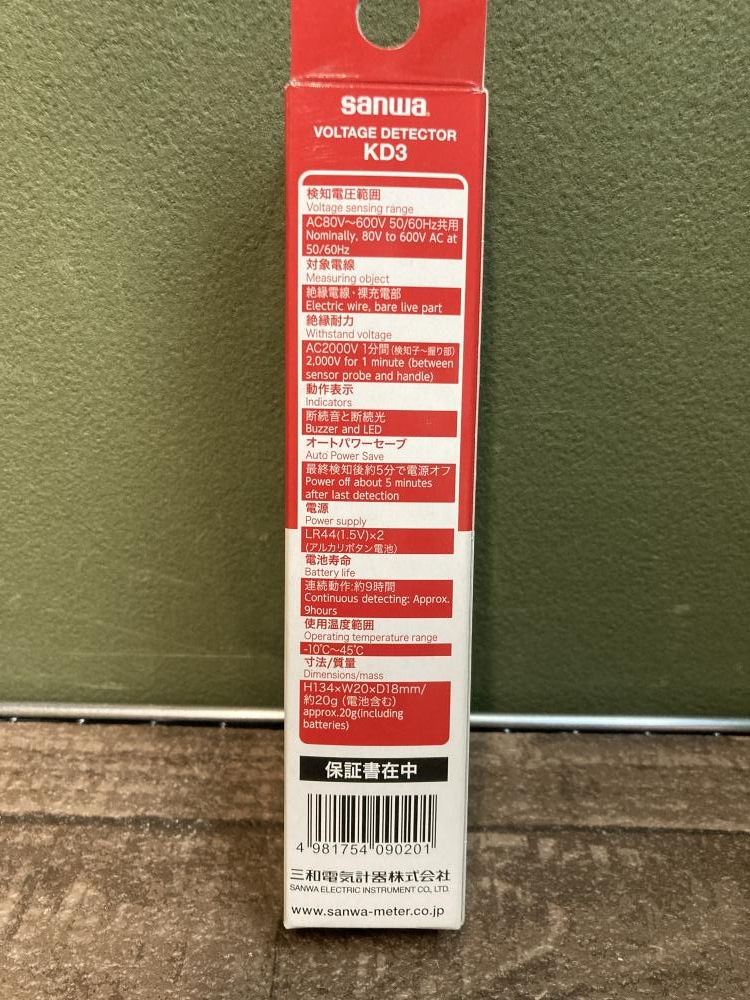 sanwa®
VOLTAGE DETECTOR
KD3
検知電圧範囲
Voltage sensing range
AC80V～600V 50/60Hz共用
Nominally, 80V to 600V AC at
50/60Hz
対象電線
Measuring object
絶縁電線・裸充電部
Electric wire, bare live part
絶縁耐力
Withstand voltage
AC2000V 1分間(検知子～握り部)
2,000V for 1 minute (between
sensor probe and handle)
動作表示
Indicators
断続音と断続光
Buzzer and LED
オートパワーセーブ
Auto Power Save
最終検知後約5分で電源オフ
Power off about 5 minutes
after last detection
電源
Power supply
LR44(1.5V)×2
(アルカリボタン電池)
電池寿命
Battery life
連続動作:約9時間
Continuous detecting: Approx.
9hours
使用温度範囲
Operating temperature range
-10℃～45℃
寸法/質量
Dimensions/mass
H134×W20×D18mm/
約20g (電池含む)
approx.20g(including
batteries)
保証書在中
4 981754 090201
三和電気計器株式会社
SANWA ELECTRIC INSTRUMENT CO., LTD.
www.sanwa-meter.co.jp